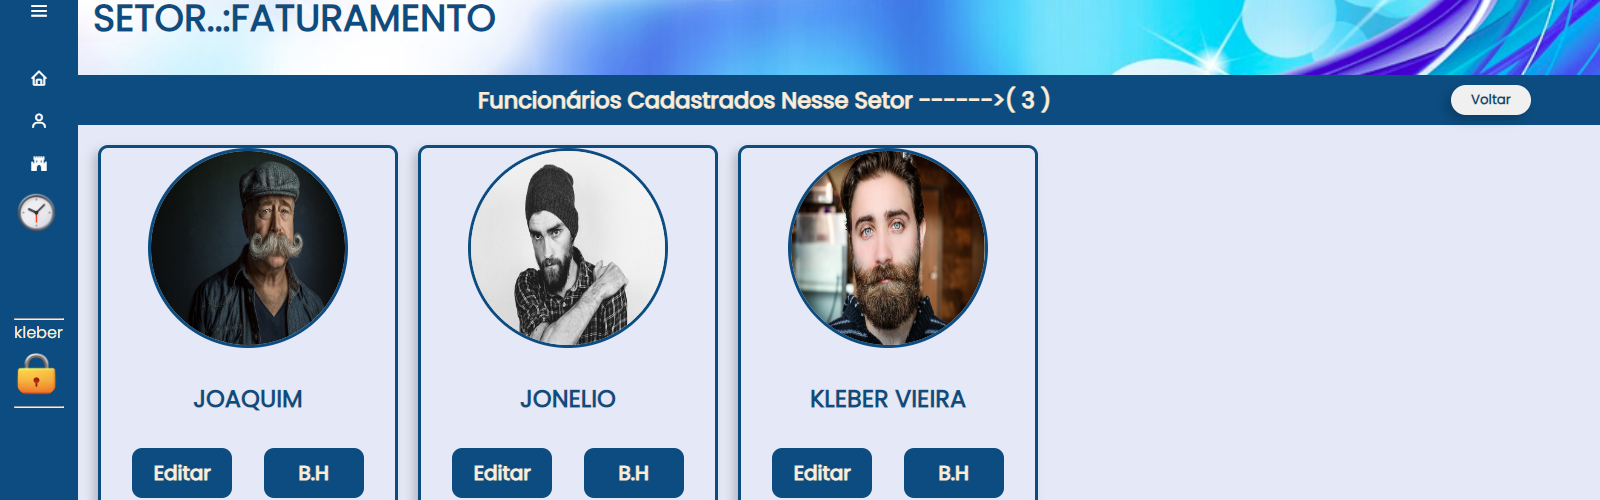 SETOR..:FATURAMENTO
Funcionários Cadastrados Nesse Setor ------>( 3 )
Voltar
kleber
JOAQUIM
JONELIO
KLEBER VIEIRA
Editar
B.H
Editar
B.H
Editar
B.H